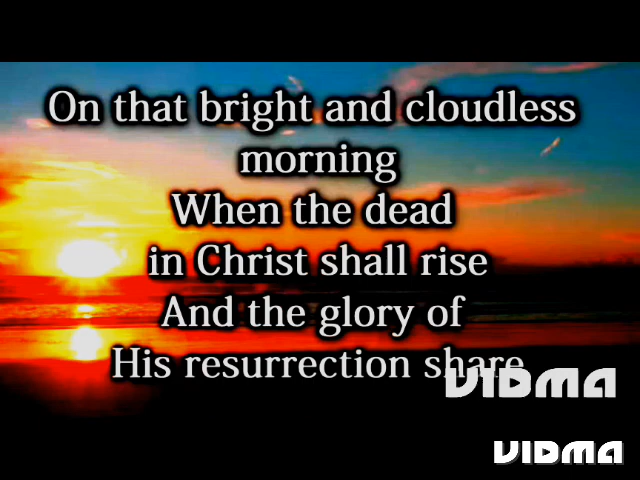 On that bright and cloudless
morning
When the dead
in Christ shall rise
And the glory of
His resurrection share
VIDMA
VIDMA